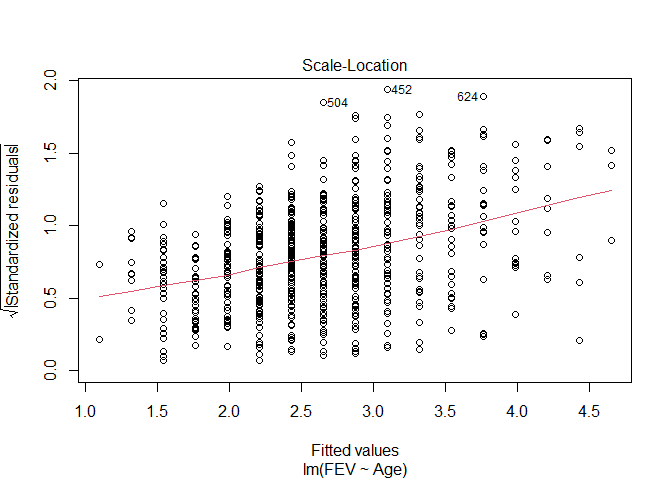 Scale-Location
√|Standardized residuals|
2.0
1.5
1.0
0.5
0.0
504
452
624
1.0 1.5 2.0 2.5 3.0 3.5 4.0 4.5
Fitted values
lm(FEV ~ Age)